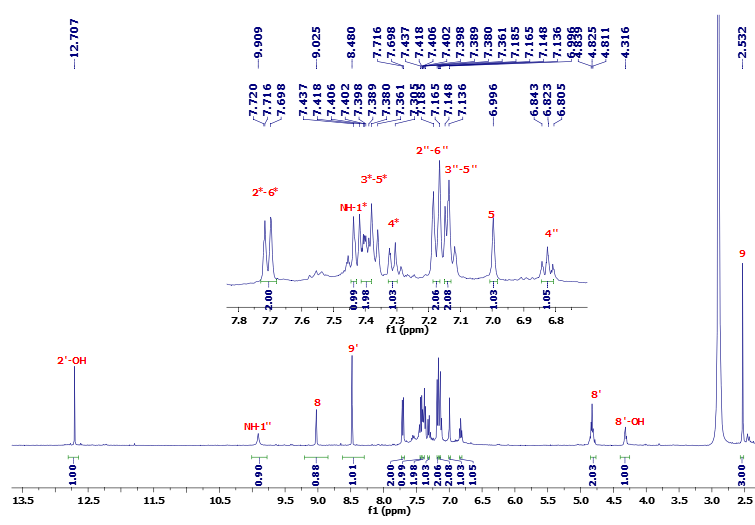 12.707 9.909 9.025 8.480 7.716 7.698 7.437 7.418 7.406 7.402 7.398 7.389 7.380 7.361 7.185 7.165 7.148 7.136 6.996 4.839 4.825 4.811 4.316 2.532
7.720 7.716 7.698 7.437 7.418 7.406 7.402 7.398 7.389 7.380 7.361 7.305 7.185 7.165 7.148 7.136 6.996 6.843 6.823 6.805
2"-6"
3"-5"
3*-5*
2*-6*
NH-1*
5
4*
4"
9
2.00 0.99 1.98 1.03 2.06 2.08 1.03 1.05
7.8 7.7 7.6 7.5 7.4 7.3 7.2 7.1 7.0 6.9 6.8
f1 (ppm)
9'
2'-OH
8
8'
8'-OH
NH-1"
1.00 0.90 0.88 1.01 2.00 0.99 1.98 1.03 2.06 2.08 1.03 1.05 2.03 1.00 3.00
13.5 12.5 11.5 10.5 9.5 9.0 8.5 8.0 7.5 7.0 6.5 6.0 5.5 5.0 4.5 4.0 3.5 3.0 2.5
f1 (ppm)